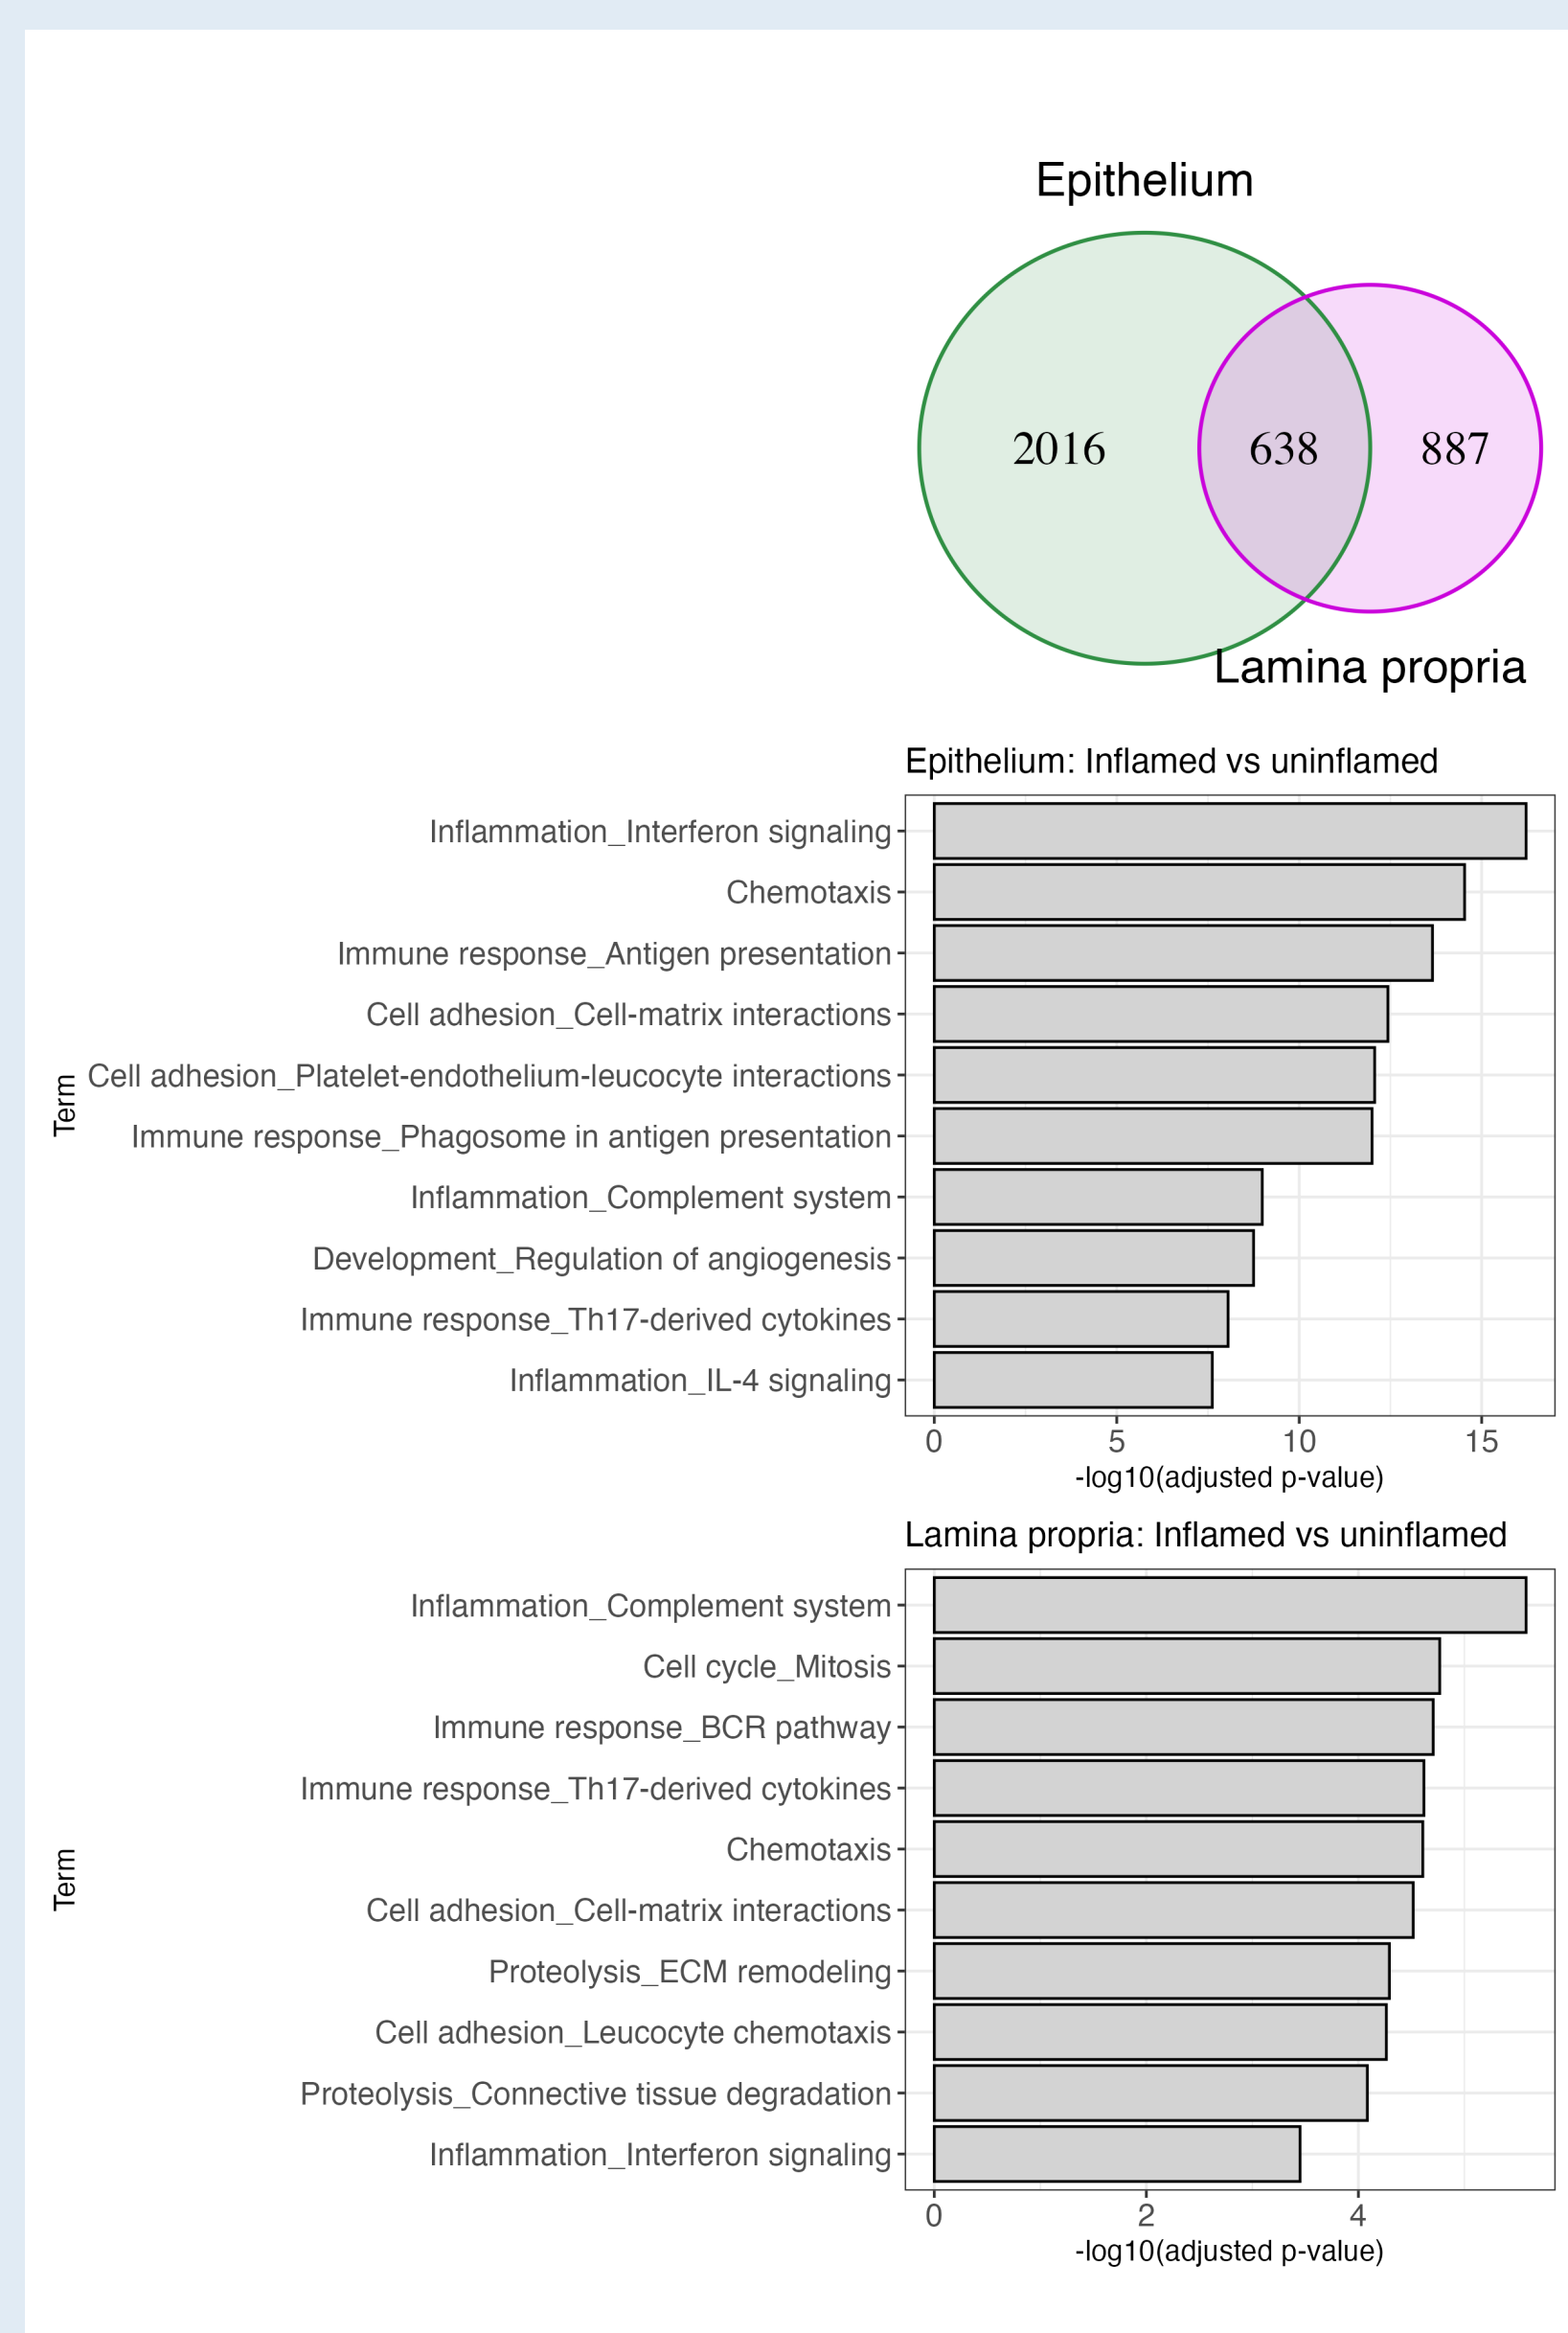 Epithelium
2016 638 887
Lamina propria
Epithelium: Inflamed vs uninflamed
Term
Inflammation_Interferon signaling
Chemotaxis
Immune response_Antigen presentation
Cell adhesion_Cell-matrix interactions
Cell adhesion_Platelet-endothelium-leucocyte interactions
Immune response_Phagosome in antigen presentation
Inflammation_Complement system
Development_Regulation of angiogenesis
Immune response_Th17-derived cytokines
Inflammation_IL-4 signaling
0 5 10 15
-log10(adjusted p-value)
Lamina propria: Inflamed vs uninflamed
Term
Inflammation_Complement system
Cell cycle_Mitosis
Immune response_BCR pathway
Immune response_Th17-derived cytokines
Chemotaxis
Cell adhesion_Cell-matrix interactions
Proteolysis_ECM remodeling
Cell adhesion_Leucocyte chemotaxis
Proteolysis_Connective tissue degradation
Inflammation_Interferon signaling
0 2 4
-log10(adjusted p-value)